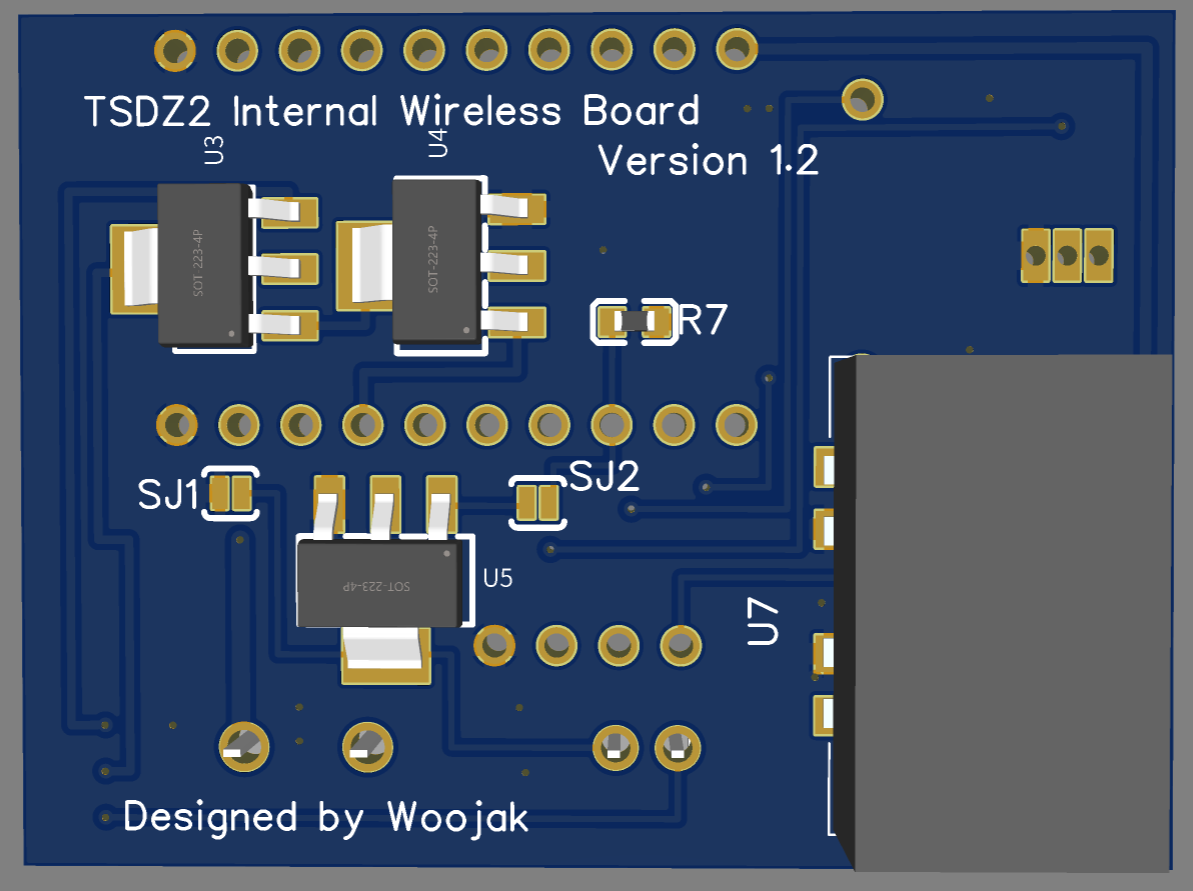 TSDZ2 Internal Wireless Board
Version 1.2
U3
U4
SOT 223-4P
SOT-223-4P
R7
SJ1
SJ2
SOT-223-4P
U5
U7
Designed by Woojak